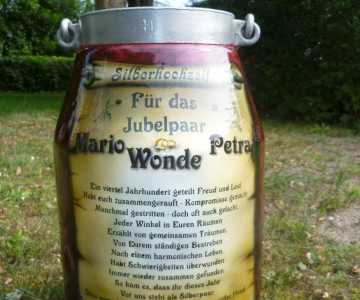 Silberhochzeit
Für das
Jubelpaar
Mario Petra
Wonde
Ein viertel Jahrhundert geteilt Freud und Leid
Habt euch zusammengerauft - Kompromisse gemacht
Manchmal gestritten - doch oft auch gelacht.
Jeder Winkel in Euren Räumen
Erzählt von gemeinsamen Träumen.
Von Eurem ständigen Bestreben
Nach einem harmonischen Leben.
Habt Schwierigkeiten überwunden
Immer wieder zusammen gefunden.
So kam es, dass ihr dieses Jahr
Vor uns steht als Silberpaar.